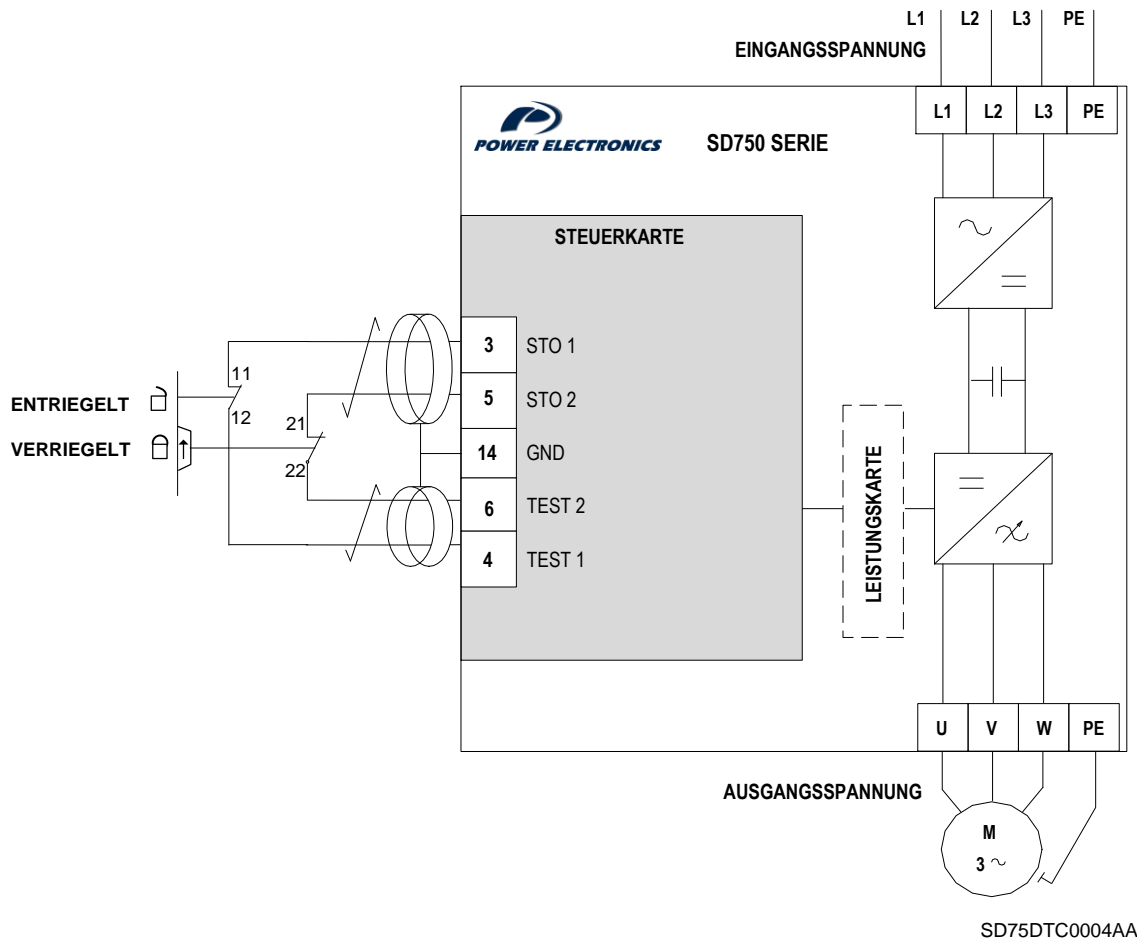 L1 L2 L3 PE
EINGANGSSPANNUNG
L1 L2 L3 PE
POWER ELECTRONICS
SD750 SERIE
STEUERKARTE
3 STO 1
5 STO 2
14 GND
6 TEST 2
4 TEST 1
11
12
21
22
ENTRIEGELT
VERRIEGELT
LEISTUNGSKARTE
U V W PE
AUSGANGSSPANNUNG
M
3 ~
SD75DTC0004AA